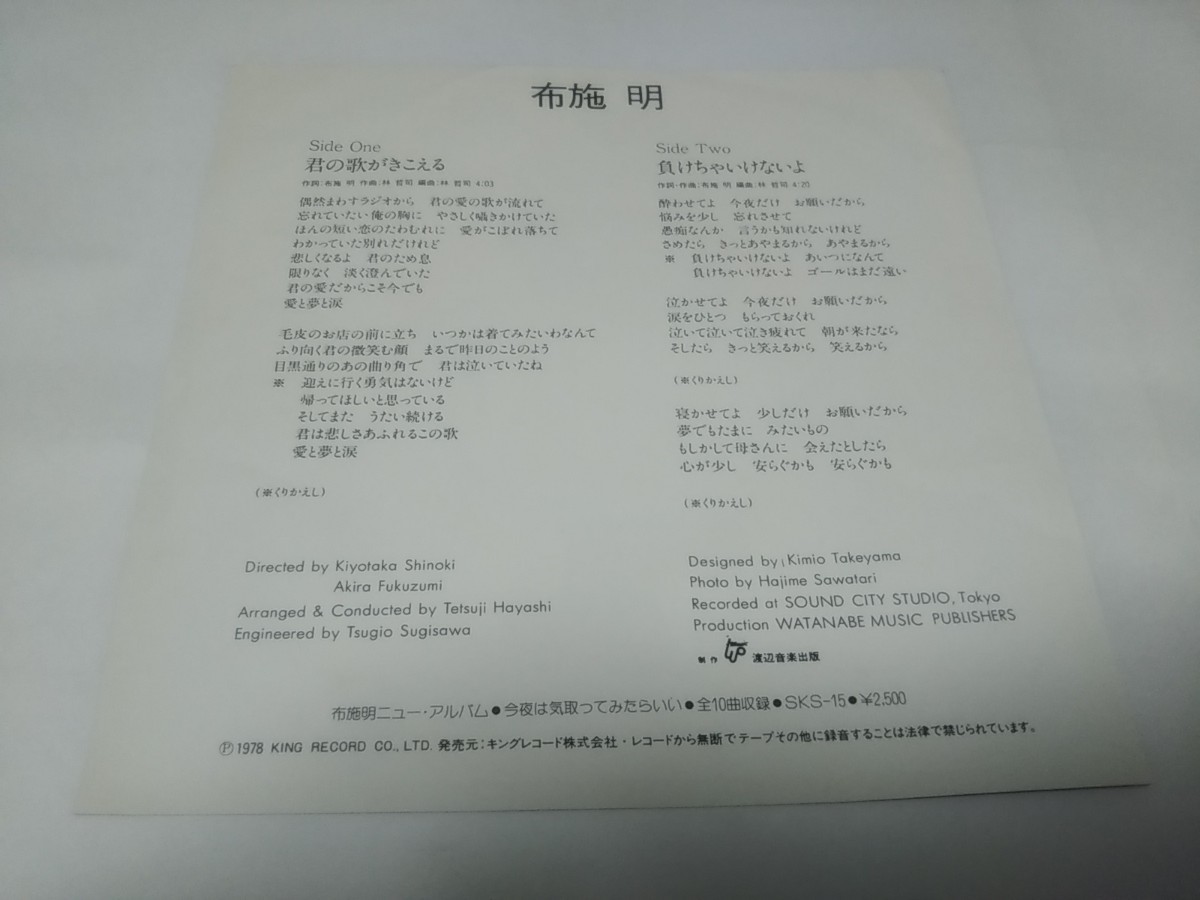 布施 明
Side One
君の歌がきこえる
作詞:布施 明 作曲:林 哲司 編曲:林 哲司 4:03
偶然まわすラジオから 君の愛の歌が流れて
忘れていたい俺の胸に やさしく囁きかけていた
ほんの短い恋のたわむれに 愛がこぼれ落ちて
わかっていた別れだけれど
悲しくなるよ 君のため息
限りなく 淡く澄んでいた
君の愛だからこそ今でも
愛と夢と涙
毛皮のお店の前に立ち いつかは着てみたいわなんて
ふり向く君の微笑む顔 まるで昨日のことのよう
目黒通りのあの曲り角で 君は泣いていたね
※ 迎えに行く勇気はないけど
帰ってほしいと思っている
そしてまた うたい続ける
君は悲しさあふれるこの歌
愛と夢と涙
(※くりかえし)
Side Two
負けちゃいけないよ
作詞・作曲:布施 明 編曲:林 哲司 4:20
酔わせてよ 今夜だけ お願いだから
悩みを少し 忘れさせて
愚痴なんか 言うかも知れないけれど
さめたら きっとあやまるから あやまるから
※ 負けちゃいけないよ あいつになんて
負けちゃいけないよ ゴールはまだ遠い
泣かせてよ 今夜だけ お願いだから
涙をひとつ もらっておくれ
泣いて泣いて泣き疲れて 朝が来たなら
そしたら きっと笑えるから 笑えるから
(※くりかえし)
寝かせてよ 少しだけ お願いだから
夢でもたまに みたいもの
もしかして母さんに 会えたとしたら
心が少し 安らぐかも 安らぐかも
(※くりかえし)
Directed by Kiyotaka Shinoki
Akira Fukuzumi
Arranged & Conducted by Tetsuji Hayashi
Engineered by Tsugio Sugisawa
Designed by Kimio Takeyama
Photo by Hajime Sawatari
Recorded at SOUND CITY STUDIO, Tokyo
Production WATANABE MUSIC PUBLISHERS
制作 渡辺音楽出版
布施明ニュー・アルバム●今夜は気取ってみたらいい●全10曲収録●SKS-15●¥2,500
Ⓟ1978 KING RECORD CO., LTD. 発売元:キングレコード株式会社・レコードから無断でテープその他に録音することは法律で禁じられています。